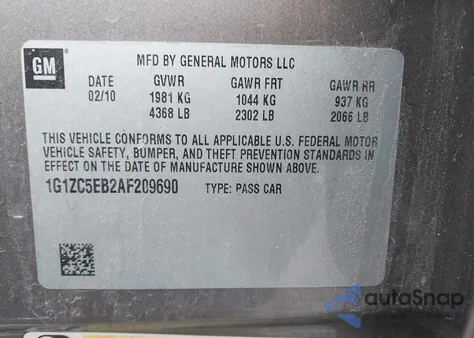 GM
MFD BY GENERAL MOTORS LLC
DATE GVWR GAWR FRT GAWR RR
02/10 1981 KG 1044 KG 937 KG
4368 LB 2302 LB 2066 LB
THIS VEHICLE CONFORMS TO ALL APPLICABLE U.S. FEDERAL MOTOR
VEHICLE SAFETY, BUMPER, AND THEFT PREVENTION STANDARDS IN
EFFECT ON THE DATE OF MANUFACTURE SHOWN ABOVE.
1G1ZC5EB2AF209690 TYPE: PASS CAR
autoSnap